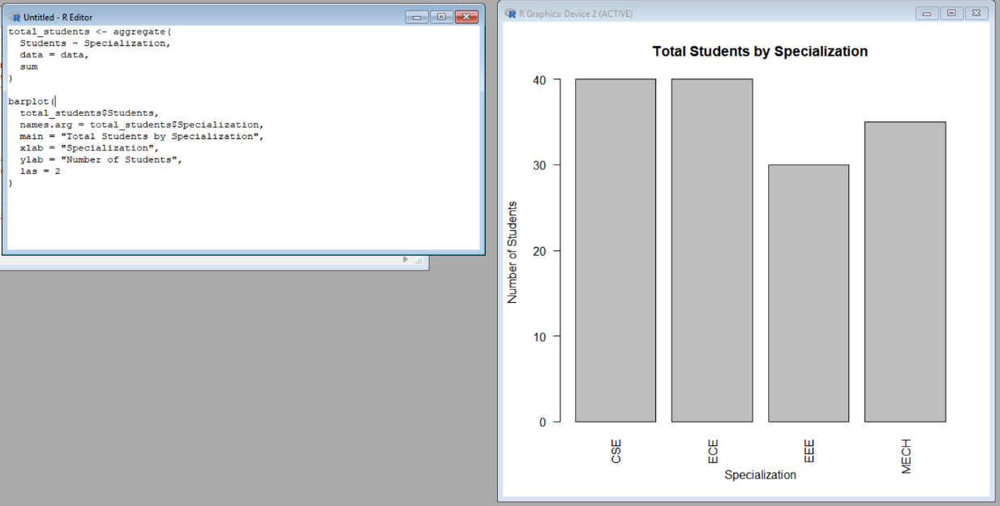 Untitled - R Editor
total_students <- aggregate(
  Students ~ Specialization,
  data = data,
  sum
)
barplot(
  total_students$Students,
  names.arg = total_students$Specialization,
  main = "Total Students by Specialization",
  xlab = "Specialization",
  ylab = "Number of Students",
  las = 2
)
R Graphics: Device 2 (ACTIVE)
Total Students by Specialization
40
30
20
10
0
Number of Students
CSE
ECE
EEE
MECH
Specialization